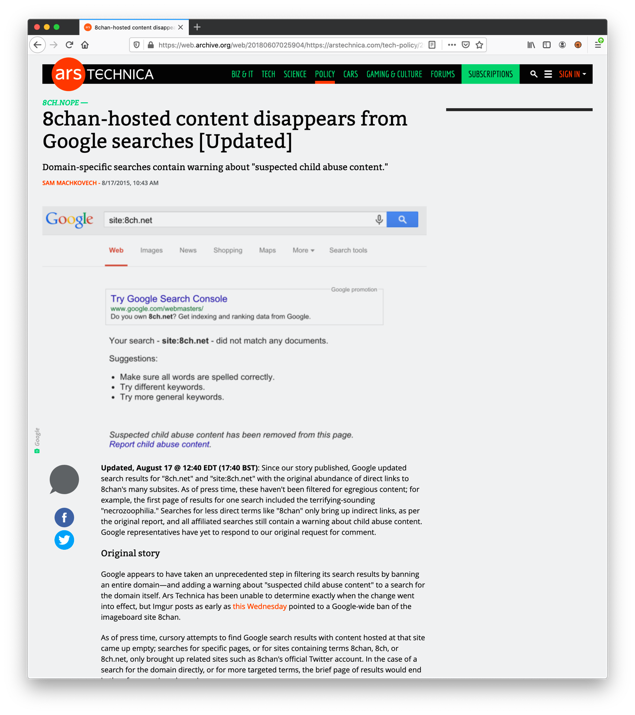 8chan-hosted content disappea
https://web.archive.org/web/20180607025904/https://arstechnica.com/tech-policy/
ars TECHNICA
BIZ & IT TECH SCIENCE POLICY CARS GAMING & CULTURE FORUMS SUBSCRIPTIONS SIGN IN
8CH.NOPE —
8chan-hosted content disappears from
Google searches [Updated]
Domain-specific searches contain warning about "suspected child abuse content."
SAM MACHKOVECH - 8/17/2015, 10:43 AM
Google site:8ch.net
Web Images News Shopping Maps More Search tools
Google promotion
Try Google Search Console
www.google.com/webmasters/
Do you own 8ch.net? Get indexing and ranking data from Google.
Your search - site:8ch.net - did not match any documents.
Suggestions:
• Make sure all words are spelled correctly.
• Try different keywords.
• Try more general keywords.
Suspected child abuse content has been removed from this page.
Report child abuse content.
Google
Updated, August 17 @ 12:40 EDT (17:40 BST): Since our story published, Google updated
search results for "8ch.net" and "site:8ch.net" with the original abundance of direct links to
8chan's many subsites. As of press time, these haven't been filtered for egregious content; for
example, the first page of results for one search included the terrifying-sounding
"necrozoophilia." Searches for less direct terms like "8chan" only bring up indirect links, as per
the original report, and all affiliated searches still contain a warning about child abuse content.
Google representatives have yet to respond to our original request for comment.
Original story
Google appears to have taken an unprecedented step in filtering its search results by banning
an entire domain—and adding a warning about "suspected child abuse content" to a search for
the domain itself. Ars Technica has been unable to determine exactly when the change went
into effect, but Imgur posts as early as this Wednesday pointed to a Google-wide ban of the
imageboard site 8chan.
As of press time, cursory attempts to find Google search results with content hosted at that site
came up empty; searches for specific pages, or for sites containing terms 8chan, 8ch, or
8ch.net, only brought up related sites such as 8chan's official Twitter account. In the case of a
search for the domain directly, or for more targeted terms, the brief page of results would end